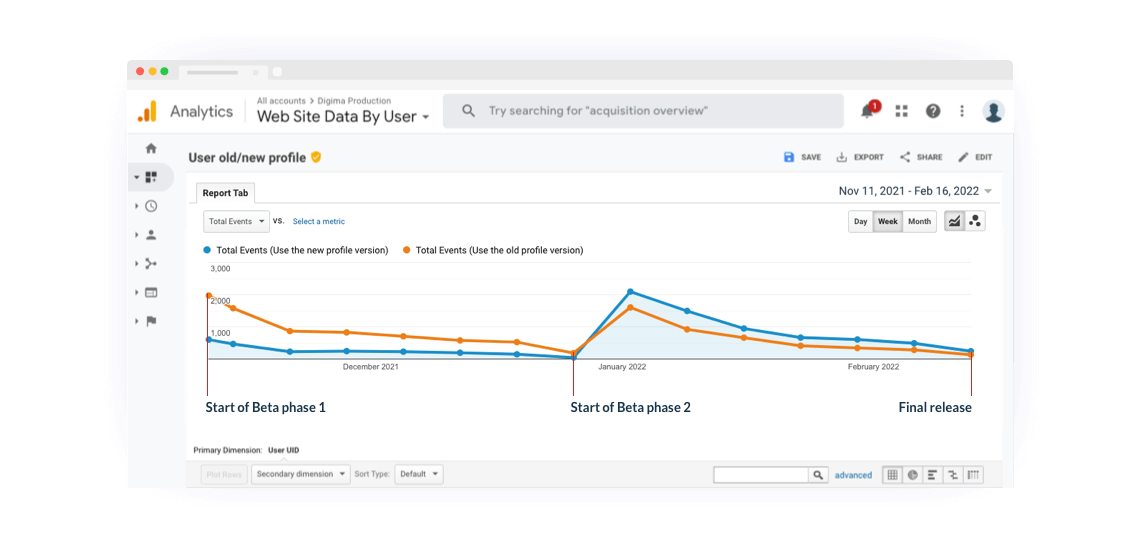 All accounts > Digima Production
Analytics
Web Site Data By User
Try searching for "acquisition overview"
1
User old/new profile
SAVE
EXPORT
SHARE
EDIT
Report Tab
Nov 11, 2021 - Feb 16, 2022
Total Events
VS.
Select a metric
Day
Week
Month
Total Events (Use the new profile version)
Total Events (Use the old profile version)
3,000
2,000
1,000
December 2021
January 2022
February 2022
Start of Beta phase 1
Start of Beta phase 2
Final release
Primary Dimension: User UID
Plot Rows
Secondary dimension
Sort Type:
Default
advanced